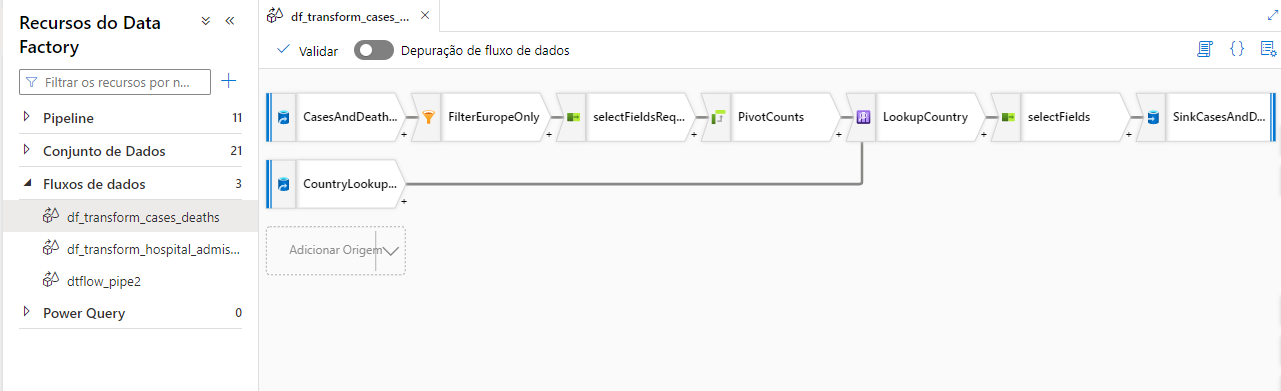 Recursos do Data
Factory
Filtrar os recursos por n...
Pipeline 11
Conjunto de Dados 21
Fluxos de dados 3
df_transform_cases_deaths
df_transform_hospital_admis...
dtflow_pipe2
Power Query 0
df_transform_cases_...
Validar Depuração de fluxo de dados
CasesAndDeath... FilterEuropeOnly selectFieldsReq... PivotCounts LookupCountry selectFields SinkCasesAndD...
CountryLookup...
Adicionar Origem